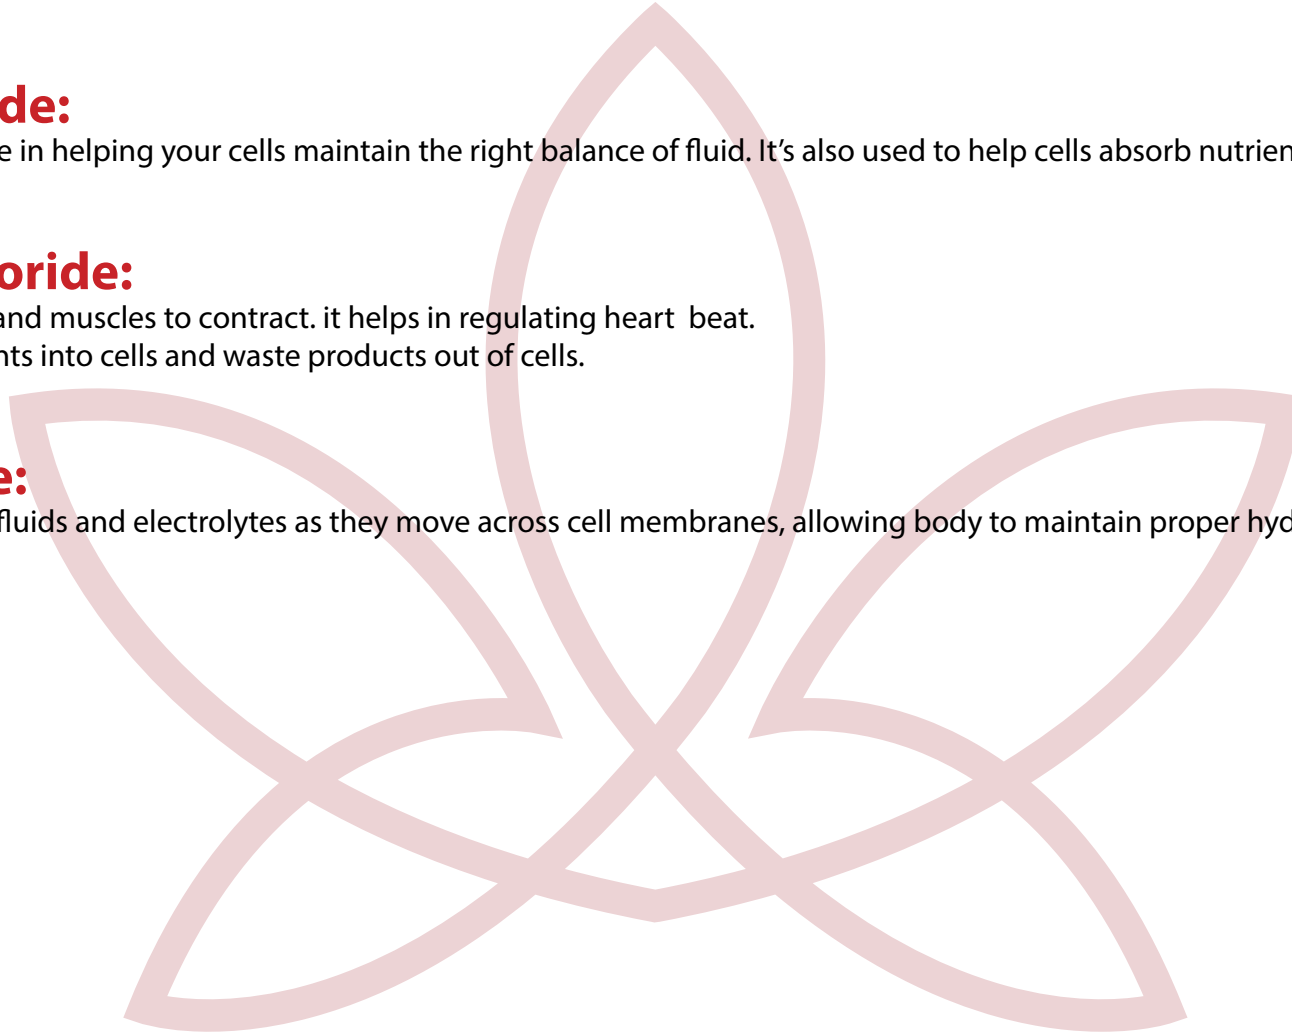 de:
e in helping your cells maintain the right balance of fluid. It’s also used to help cells absorb nutrien
oride:
and muscles to contract. it helps in regulating heart  beat.
nts into cells and waste products out of cells.
e:
fluids and electrolytes as they move across cell membranes, allowing body to maintain proper hyd